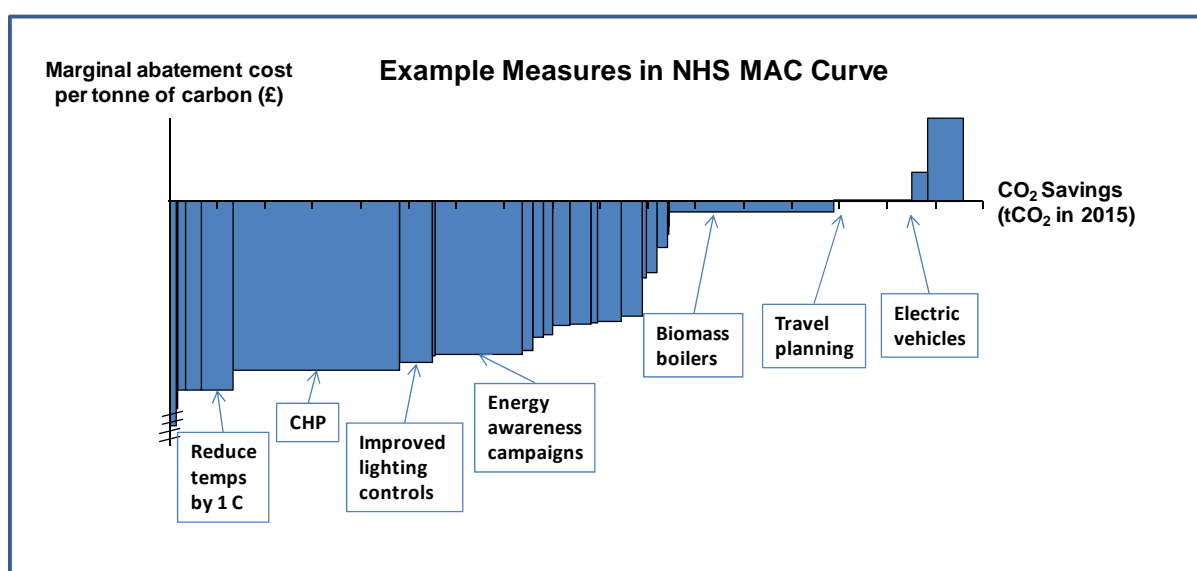 Example Measures in NHS MAC Curve
Marginal abatement cost
per tonne of carbon (£)
CO₂ Savings
(tCO₂ in 2015)
Reduce
temps
by 1 C
CHP
Improved
lighting
controls
Energy
awareness
campaigns
Biomass
boilers
Travel
planning
Electric
vehicles